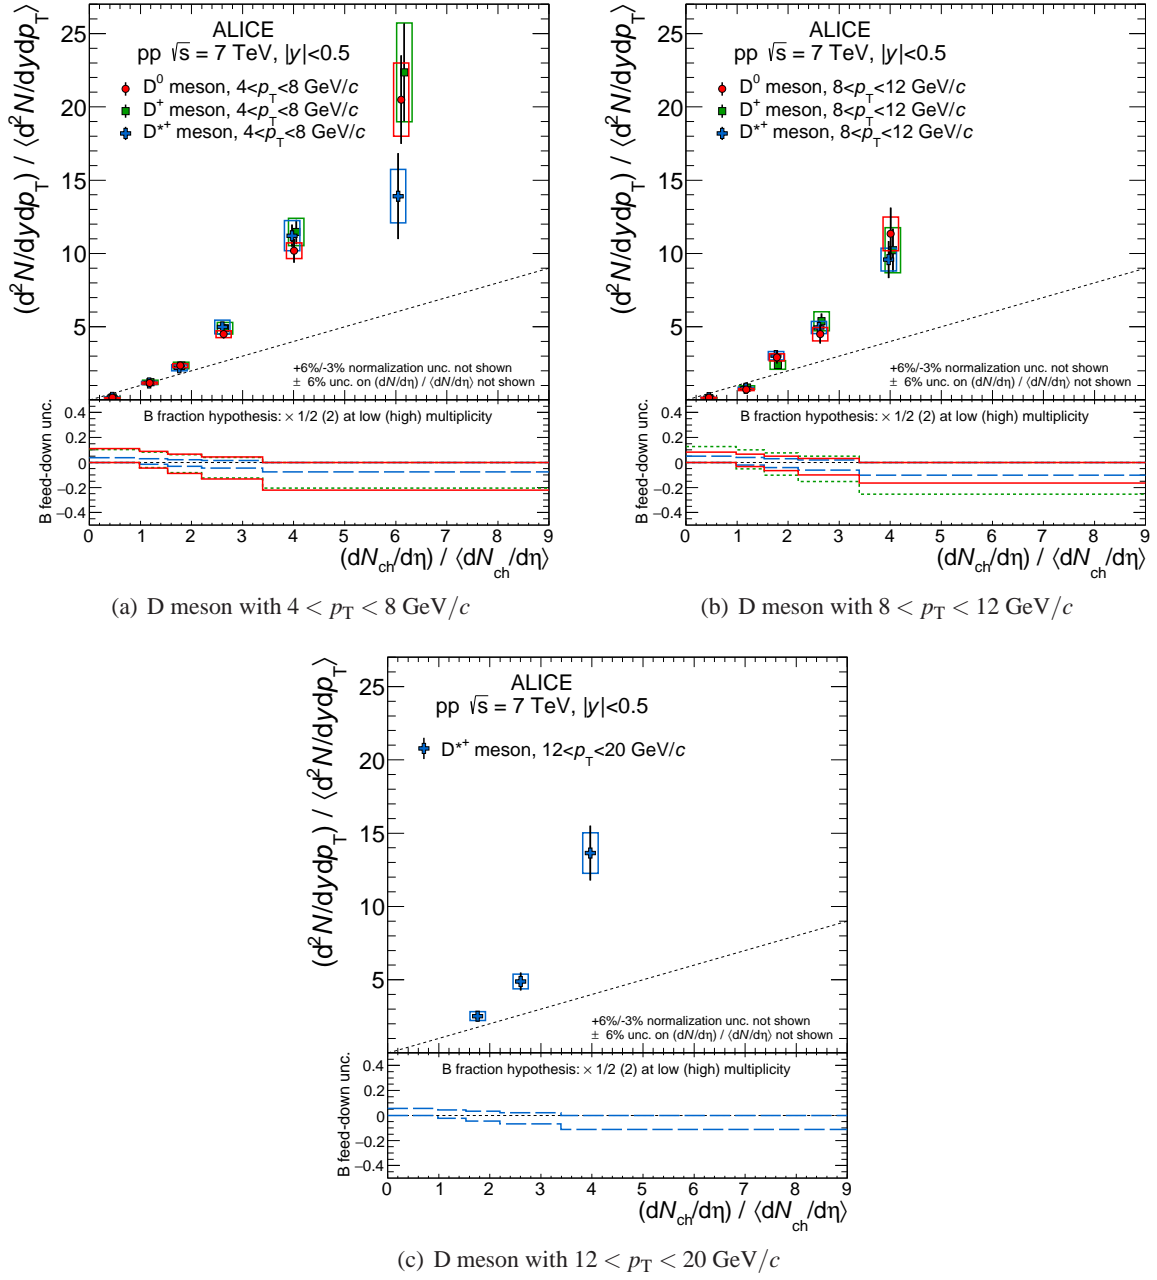 (d²N/dydp_T) / ⟨d²N/dydp_T⟩
25
20
15
10
5
ALICE
pp √s = 7 TeV, |y|<0.5
D⁰ meson, 4<p_T<8 GeV/c
D⁺ meson, 4<p_T<8 GeV/c
D*⁺ meson, 4<p_T<8 GeV/c
+6%/-3% normalization unc. not shown
± 6% unc. on (dN/dη) / ⟨dN/dη⟩ not shown
B feed-down unc.
0.4
0.2
0
−0.2
−0.4
B fraction hypothesis: × 1/2 (2) at low (high) multiplicity
0 1 2 3 4 5 6 7 8 9
(dN_ch/dη) / ⟨dN_ch/dη⟩
(a) D meson with 4 < p_T < 8 GeV/c
(d²N/dydp_T) / ⟨d²N/dydp_T⟩
25
20
15
10
5
ALICE
pp √s = 7 TeV, |y|<0.5
D⁰ meson, 8<p_T<12 GeV/c
D⁺ meson, 8<p_T<12 GeV/c
D*⁺ meson, 8<p_T<12 GeV/c
+6%/-3% normalization unc. not shown
± 6% unc. on (dN/dη) / ⟨dN/dη⟩ not shown
B feed-down unc.
0.4
0.2
0
−0.2
−0.4
B fraction hypothesis: × 1/2 (2) at low (high) multiplicity
0 1 2 3 4 5 6 7 8 9
(dN_ch/dη) / ⟨dN_ch/dη⟩
(b) D meson with 8 < p_T < 12 GeV/c
(d²N/dydp_T) / ⟨d²N/dydp_T⟩
25
20
15
10
5
ALICE
pp √s = 7 TeV, |y|<0.5
D*⁺ meson, 12<p_T<20 GeV/c
+6%/-3% normalization unc. not shown
± 6% unc. on (dN/dη) / ⟨dN/dη⟩ not shown
B feed-down unc.
0.4
0.2
0
−0.2
−0.4
B fraction hypothesis: × 1/2 (2) at low (high) multiplicity
0 1 2 3 4 5 6 7 8 9
(dN_ch/dη) / ⟨dN_ch/dη⟩
(c) D meson with 12 < p_T < 20 GeV/c